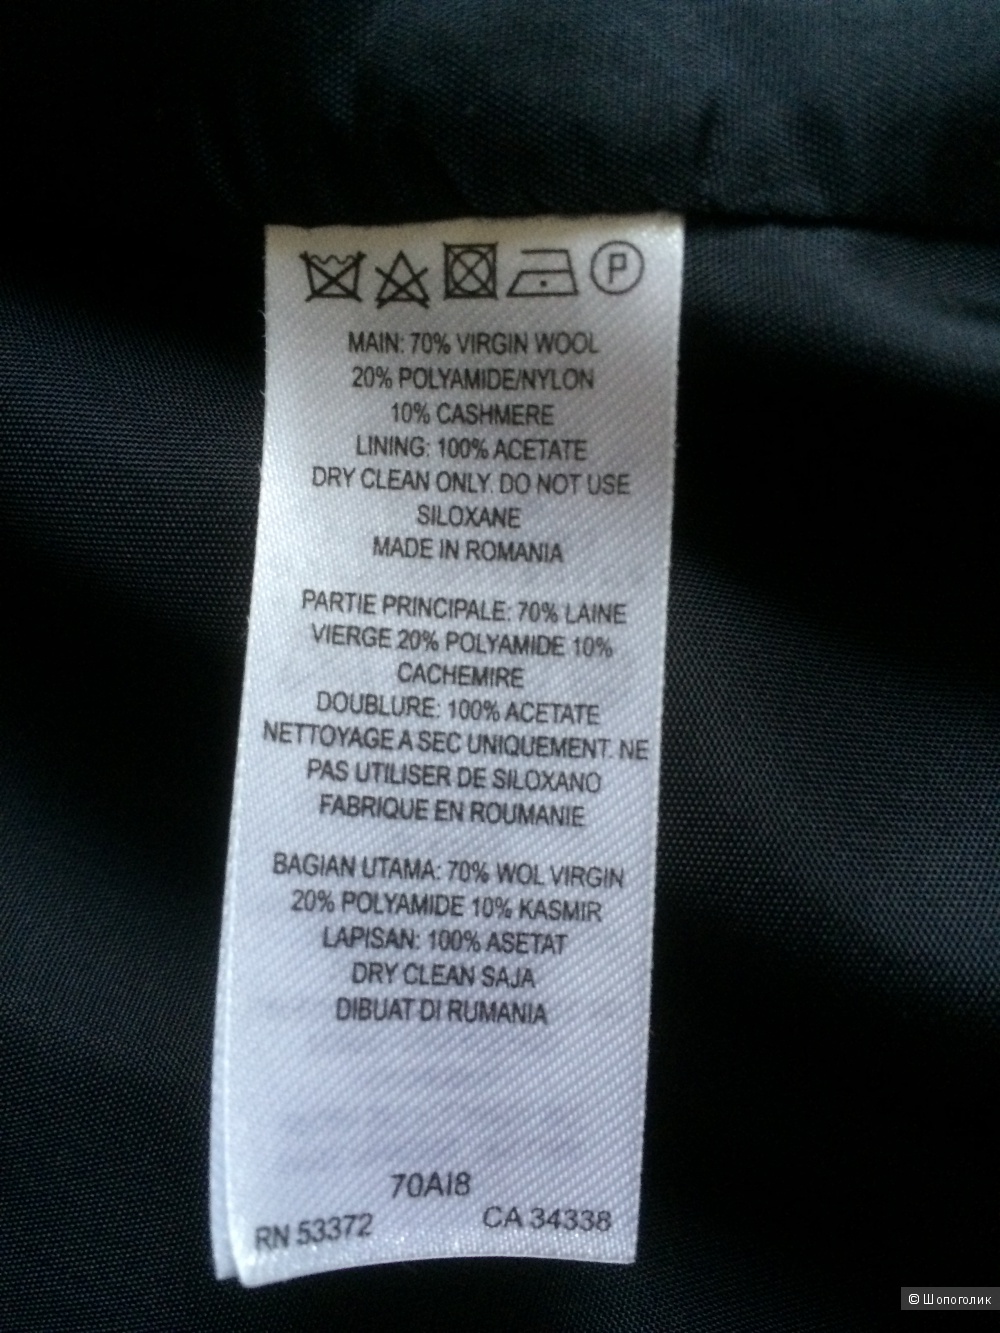 P
MAIN: 70% VIRGIN WOOL
20% POLYAMIDE/NYLON
10% CASHMERE
LINING: 100% ACETATE
DRY CLEAN ONLY. DO NOT USE
SILOXANE
MADE IN ROMANIA
PARTIE PRINCIPALE: 70% LAINE
VIERGE 20% POLYAMIDE 10%
CACHEMIRE
DOUBLURE: 100% ACETATE
NETTOYAGE A SEC UNIQUEMENT. NE
PAS UTILISER DE SILOXANO
FABRIQUE EN ROUMANIE
BAGIAN UTAMA: 70% WOL VIRGIN
20% POLYAMIDE 10% KASMIR
LAPISAN: 100% ASETAT
DRY CLEAN SAJA
DIBUAT DI RUMANIA
70AI8
RN 53372 CA 34338
© Шопоголик